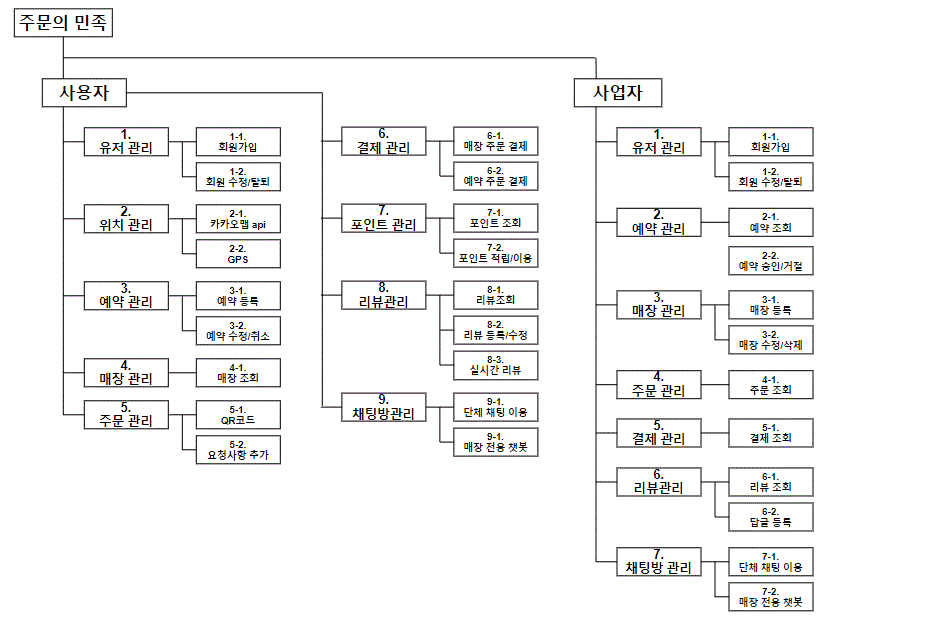 주문의 민족
사용자
1.
유저 관리
1-1.
회원가입
1-2.
회원 수정/탈퇴
2.
위치 관리
2-1.
카카오맵 api
2-2.
GPS
3.
예약 관리
3-1.
예약 등록
3-2.
예약 수정/취소
4.
매장 관리
4-1.
매장 조회
5.
주문 관리
5-1.
QR코드
5-2.
요청사항 추가
6.
결제 관리
6-1.
매장 주문 결제
6-2.
예약 주문 결제
7.
포인트 관리
7-1.
포인트 조회
7-2.
포인트 적립/이용
8.
리뷰관리
8-1.
리뷰조회
8-2.
리뷰 등록/수정
8-3.
실시간 리뷰
9.
채팅방관리
9-1.
단체 채팅 이용
9-1.
매장 전용 챗봇
사업자
1.
유저 관리
1-1.
회원가입
1-2.
회원 수정/탈퇴
2.
예약 관리
2-1.
예약 조회
2-2.
예약 승인/거절
3.
매장 관리
3-1.
매장 등록
3-2.
매장 수정/삭제
4.
주문 관리
4-1.
주문 조회
5.
결제 관리
5-1.
결제 조회
6.
리뷰관리
6-1.
리뷰 조회
6-2.
답글 등록
7.
채팅방 관리
7-1.
단체 채팅 이용
7-2.
매장 전용 챗봇